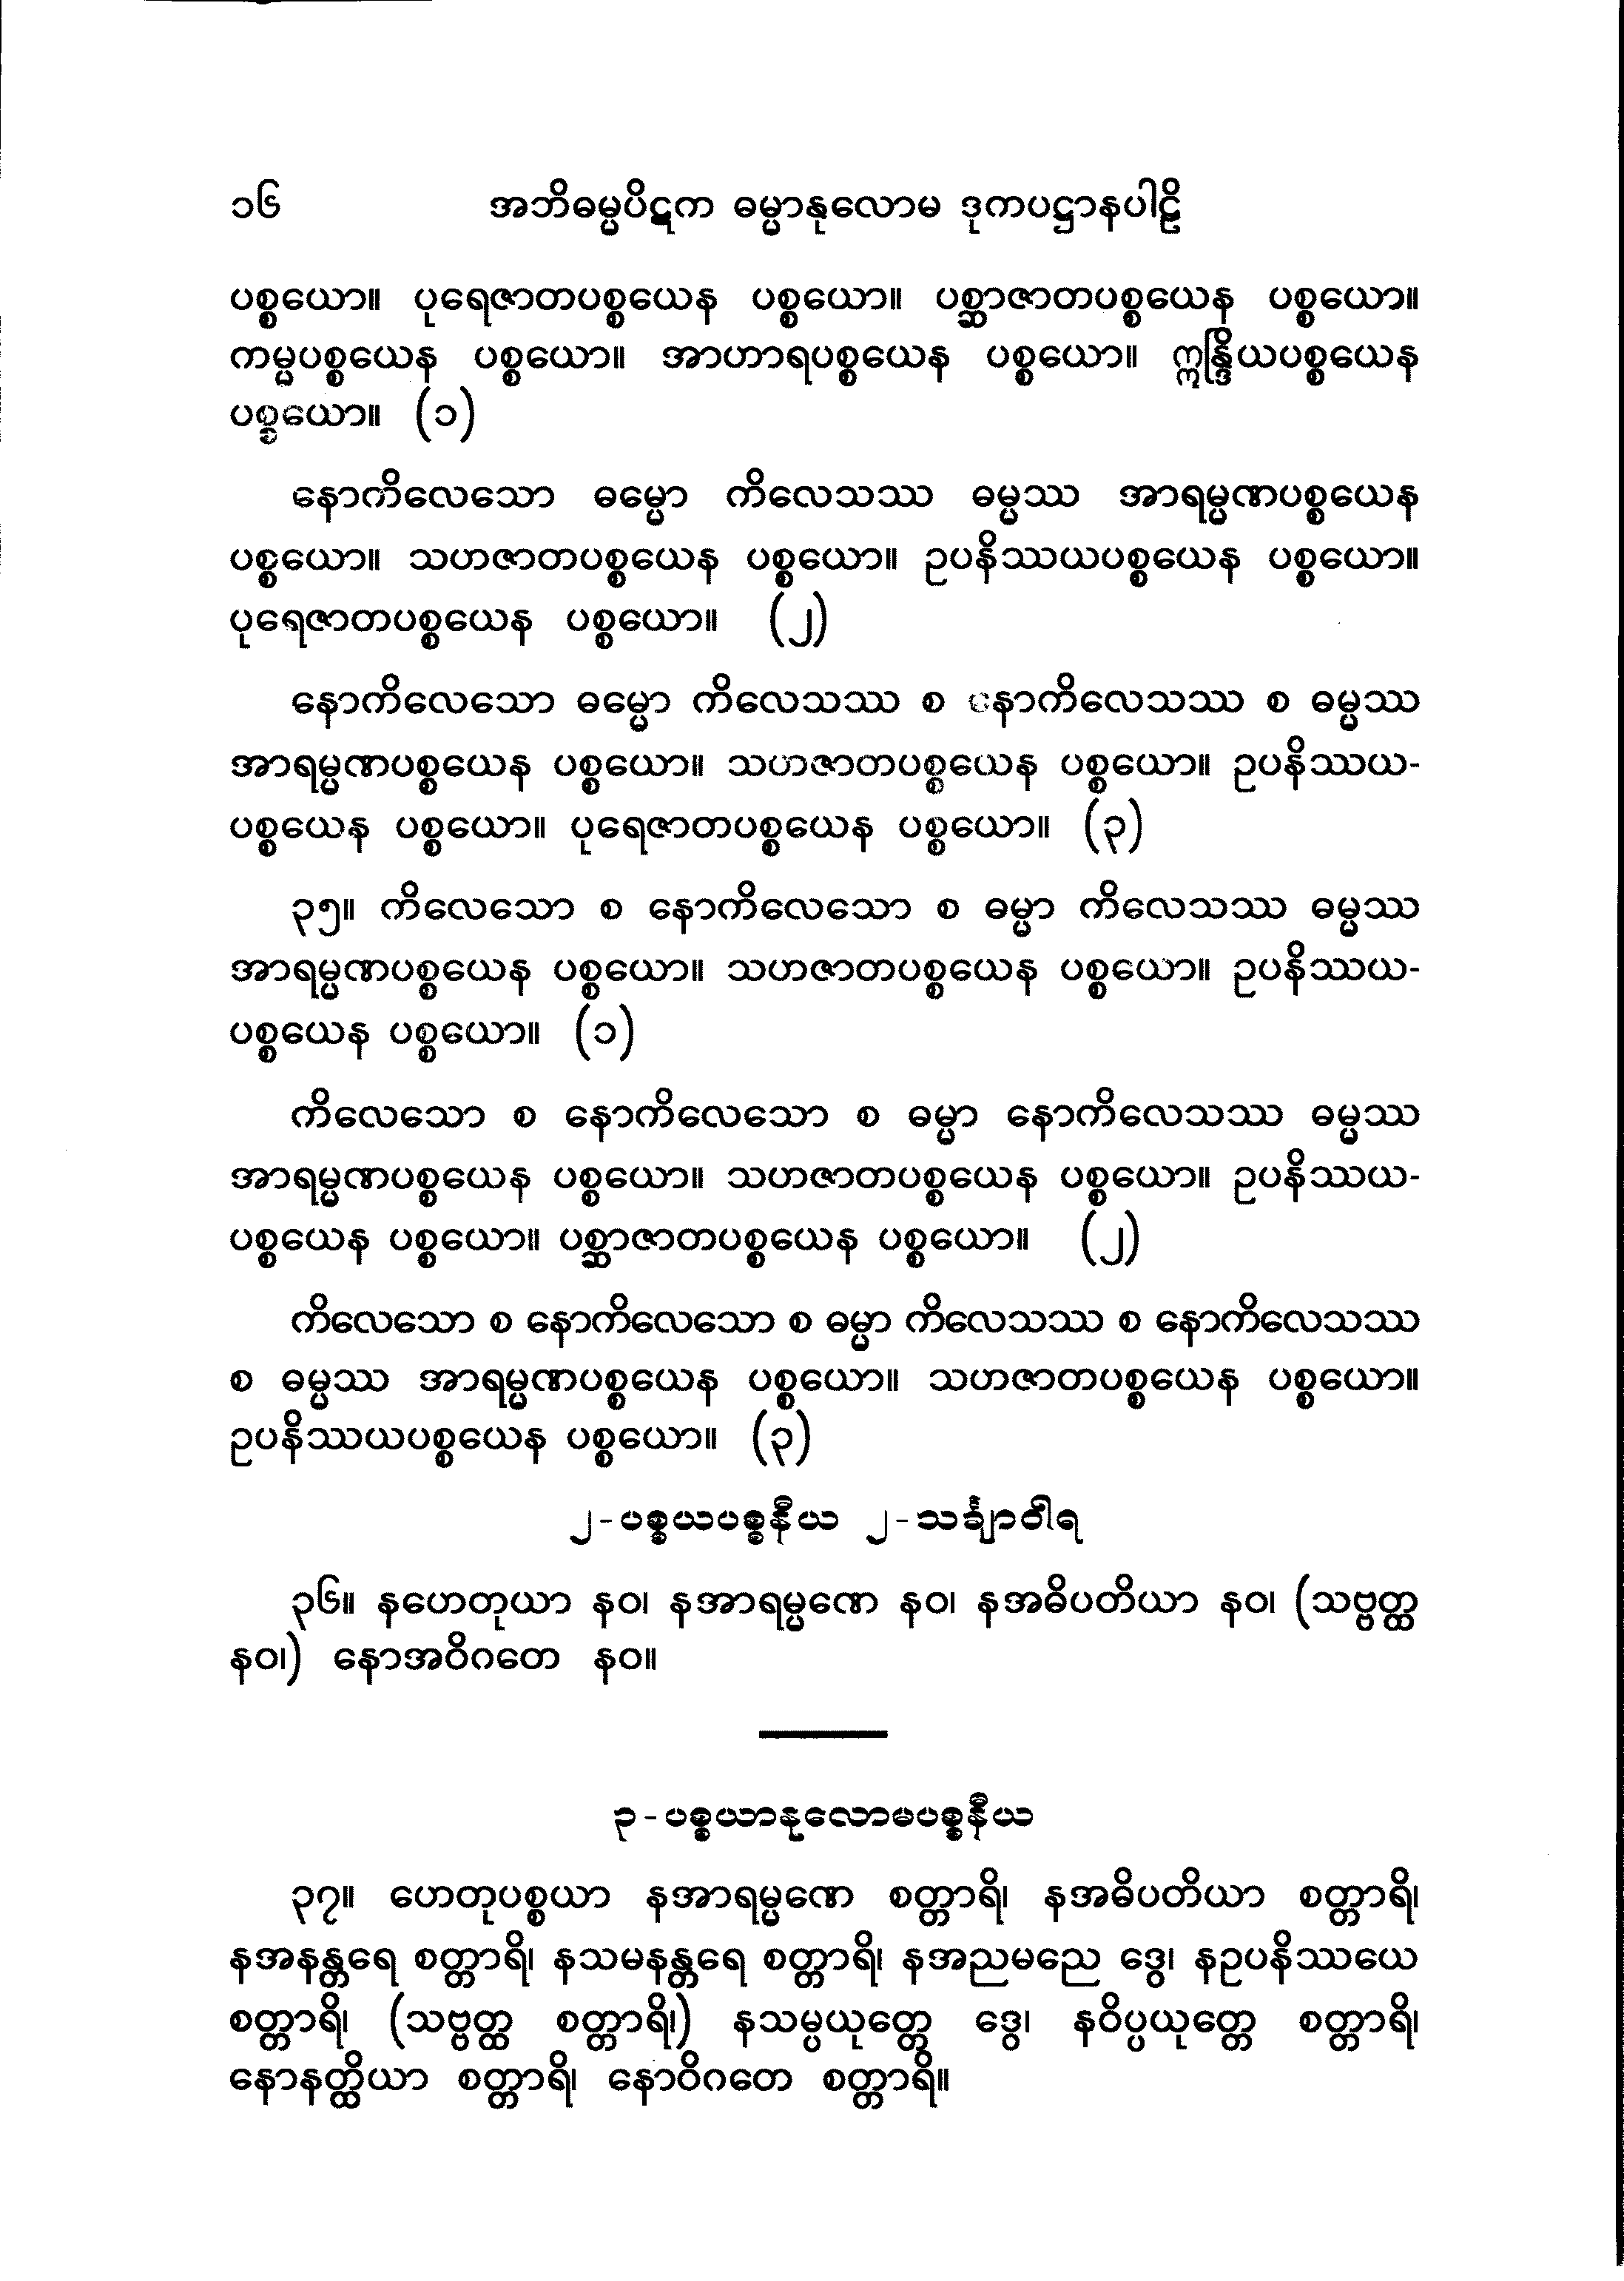 ၁၆ အဘိဓမ္မပိဋက ဓမ္မာနုလောမ ဒုကပဋ္ဌာနပါဠိ
ပစ္စယော။ ပုရေဇာတပစ္စယေန ပစ္စယော။ ပစ္ဆာဇာတပစ္စယေန ပစ္စယော။
ကမ္မပစ္စယေန ပစ္စယော။ အာဟာရပစ္စယေန ပစ္စယော။ ဣန္ဒြိယပစ္စယေန
ပစ္စယော။ (၁)
နောကိလေသော ဓမ္မော ကိလေသဿ ဓမ္မဿ အာရမ္မဏပစ္စယေန
ပစ္စယော။ သဟဇာတပစ္စယေန ပစ္စယော။ ဥပနိဿယပစ္စယေန ပစ္စယော။
ပုရေဇာတပစ္စယေန ပစ္စယော။ (၂)
နောကိလေသော ဓမ္မော ကိလေသဿ စ နောကိလေသဿ စ ဓမ္မဿ
အာရမ္မဏပစ္စယေန ပစ္စယော။ သဟဇာတပစ္စယေန ပစ္စယော။ ဥပနိဿယ-
ပစ္စယေန ပစ္စယော။ ပုရေဇာတပစ္စယေန ပစ္စယော။ (၃)
၃၅။ ကိလေသော စ နောကိလေသော စ ဓမ္မာ ကိလေသဿ ဓမ္မဿ
အာရမ္မဏပစ္စယေန ပစ္စယော။ သဟဇာတပစ္စယေန ပစ္စယော။ ဥပနိဿယ-
ပစ္စယေန ပစ္စယော။ (၁)
ကိလေသော စ နောကိလေသော စ ဓမ္မာ နောကိလေသဿ ဓမ္မဿ
အာရမ္မဏပစ္စယေန ပစ္စယော။ သဟဇာတပစ္စယေန ပစ္စယော။ ဥပနိဿယ-
ပစ္စယေန ပစ္စယော။ ပစ္ဆာဇာတပစ္စယေန ပစ္စယော။ (၂)
ကိလေသော စ နောကိလေသော စ ဓမ္မာ ကိလေသဿ စ နောကိလေသဿ
စ ဓမ္မဿ အာရမ္မဏပစ္စယေန ပစ္စယော။ သဟဇာတပစ္စယေန ပစ္စယော။
ဥပနိဿယပစ္စယေန ပစ္စယော။ (၃)
၂-ပစ္စယပစ္စနီယ ၂-သင်္ချာဝါရ
၃၆။ နဟေတုယာ နဝ၊ နအာရမ္မဏေ နဝ၊ နအဓိပတိယာ နဝ၊ (သဗ္ဗတ္ထ
နဝ၊) နောအဝိဂတေ နဝ။
၃-ပစ္စယာနုလောမပစ္စနီယ
၃၇။ ဟေတုပစ္စယာ နအာရမ္မဏေ စတ္တာရိ၊ နအဓိပတိယာ စတ္တာရိ၊
နအနန္တရေ စတ္တာရိ၊ နသမနန္တရေ စတ္တာရိ၊ နအညမညေ ဒွေ၊ နဥပနိဿယေ
စတ္တာရိ၊ (သဗ္ဗတ္ထ စတ္တာရိ၊) နသမ္ပယုတ္တေ ဒွေ၊ နဝိပ္ပယုတ္တေ စတ္တာရိ၊
နောနတ္ထိယာ စတ္တာရိ၊ နောဝိဂတေ စတ္တာရိ။